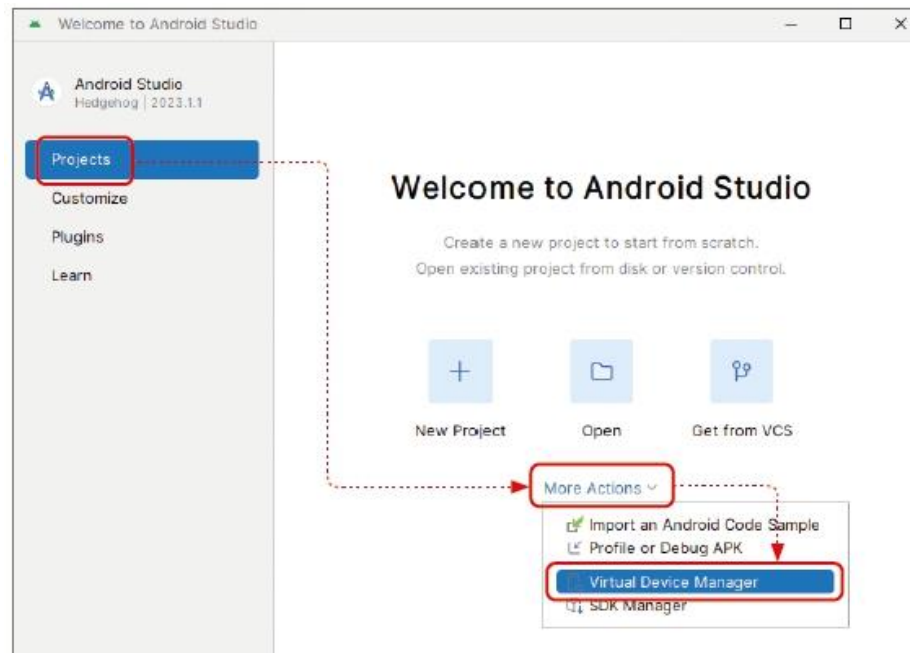 Welcome to Android Studio
Android Studio
Hedgehog | 2023.1.1
Projects
Customize
Plugins
Learn
Welcome to Android Studio
Create a new project to start from scratch.
Open existing project from disk or version control.
New Project
Open
Get from VCS
More Actions
Import an Android Code Sample
Profile or Debug APK
Virtual Device Manager
SDK Manager